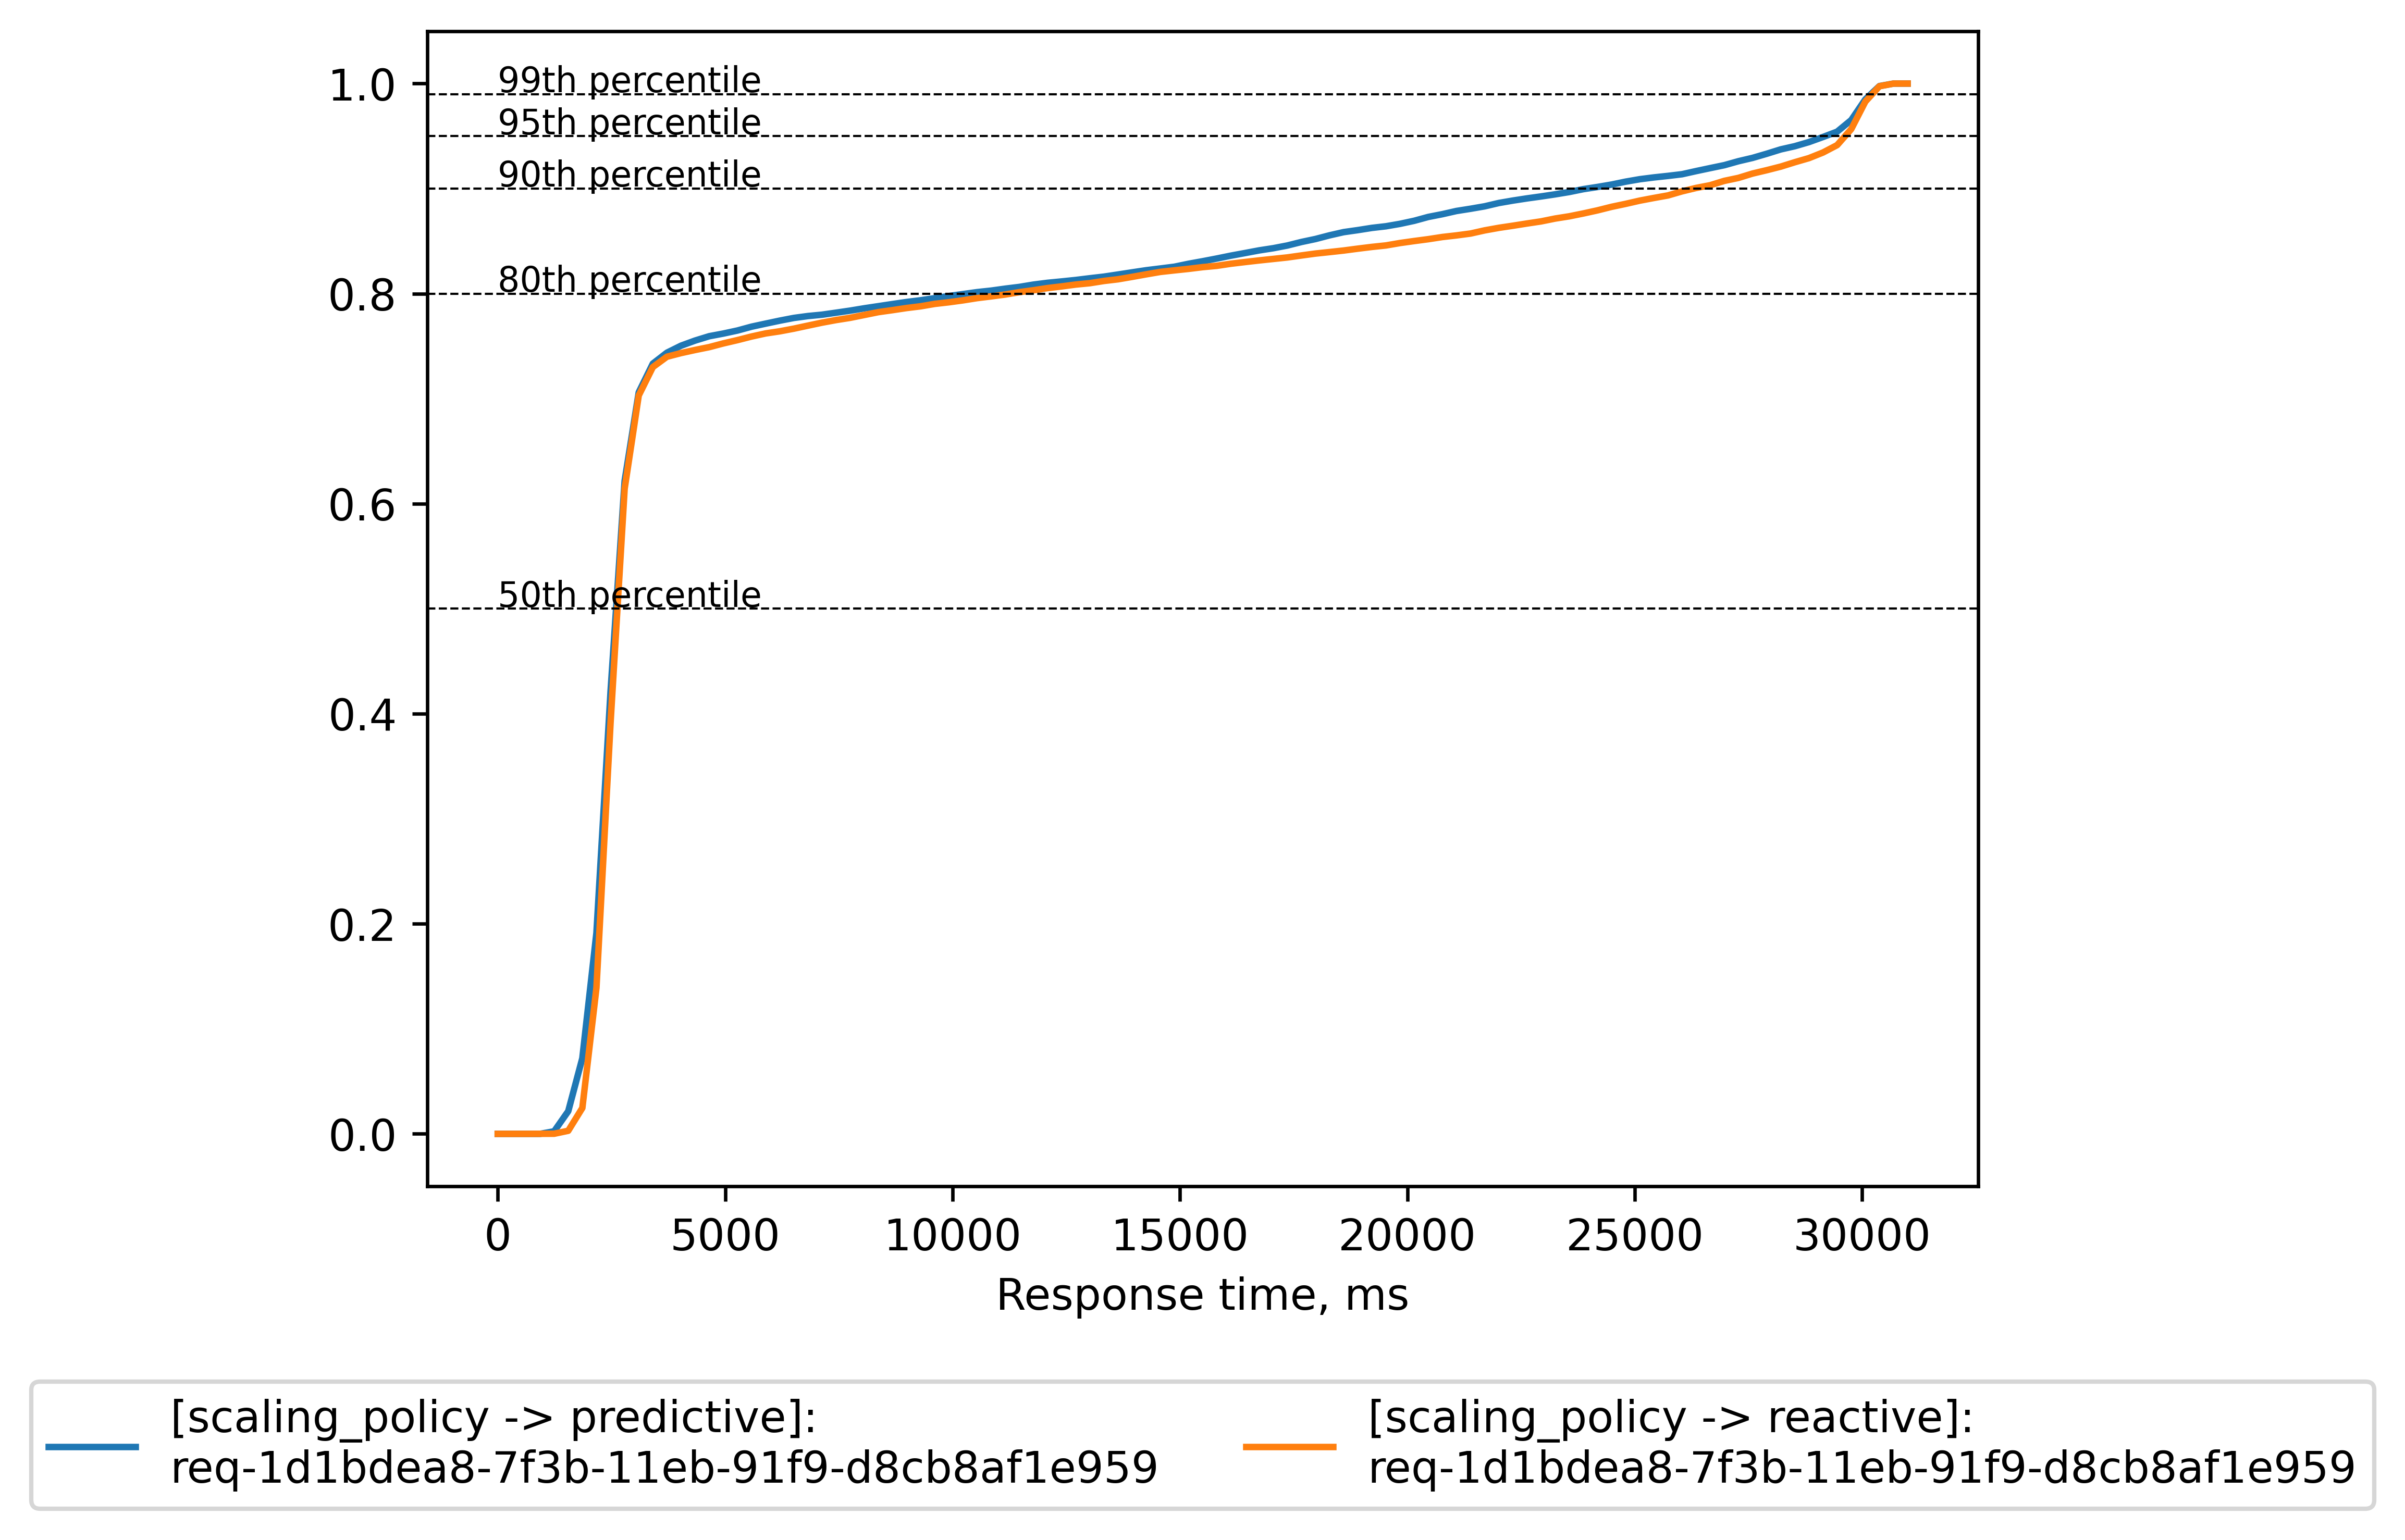 1.0
99th percentile
95th percentile
90th percentile
0.8
80th percentile
0.6
50th percentile
0.4
0.2
0.0
0 5000 10000 15000 20000 25000 30000
Response time, ms
[scaling_policy -> predictive]:
req-1d1bdea8-7f3b-11eb-91f9-d8cb8af1e959
[scaling_policy -> reactive]:
req-1d1bdea8-7f3b-11eb-91f9-d8cb8af1e959